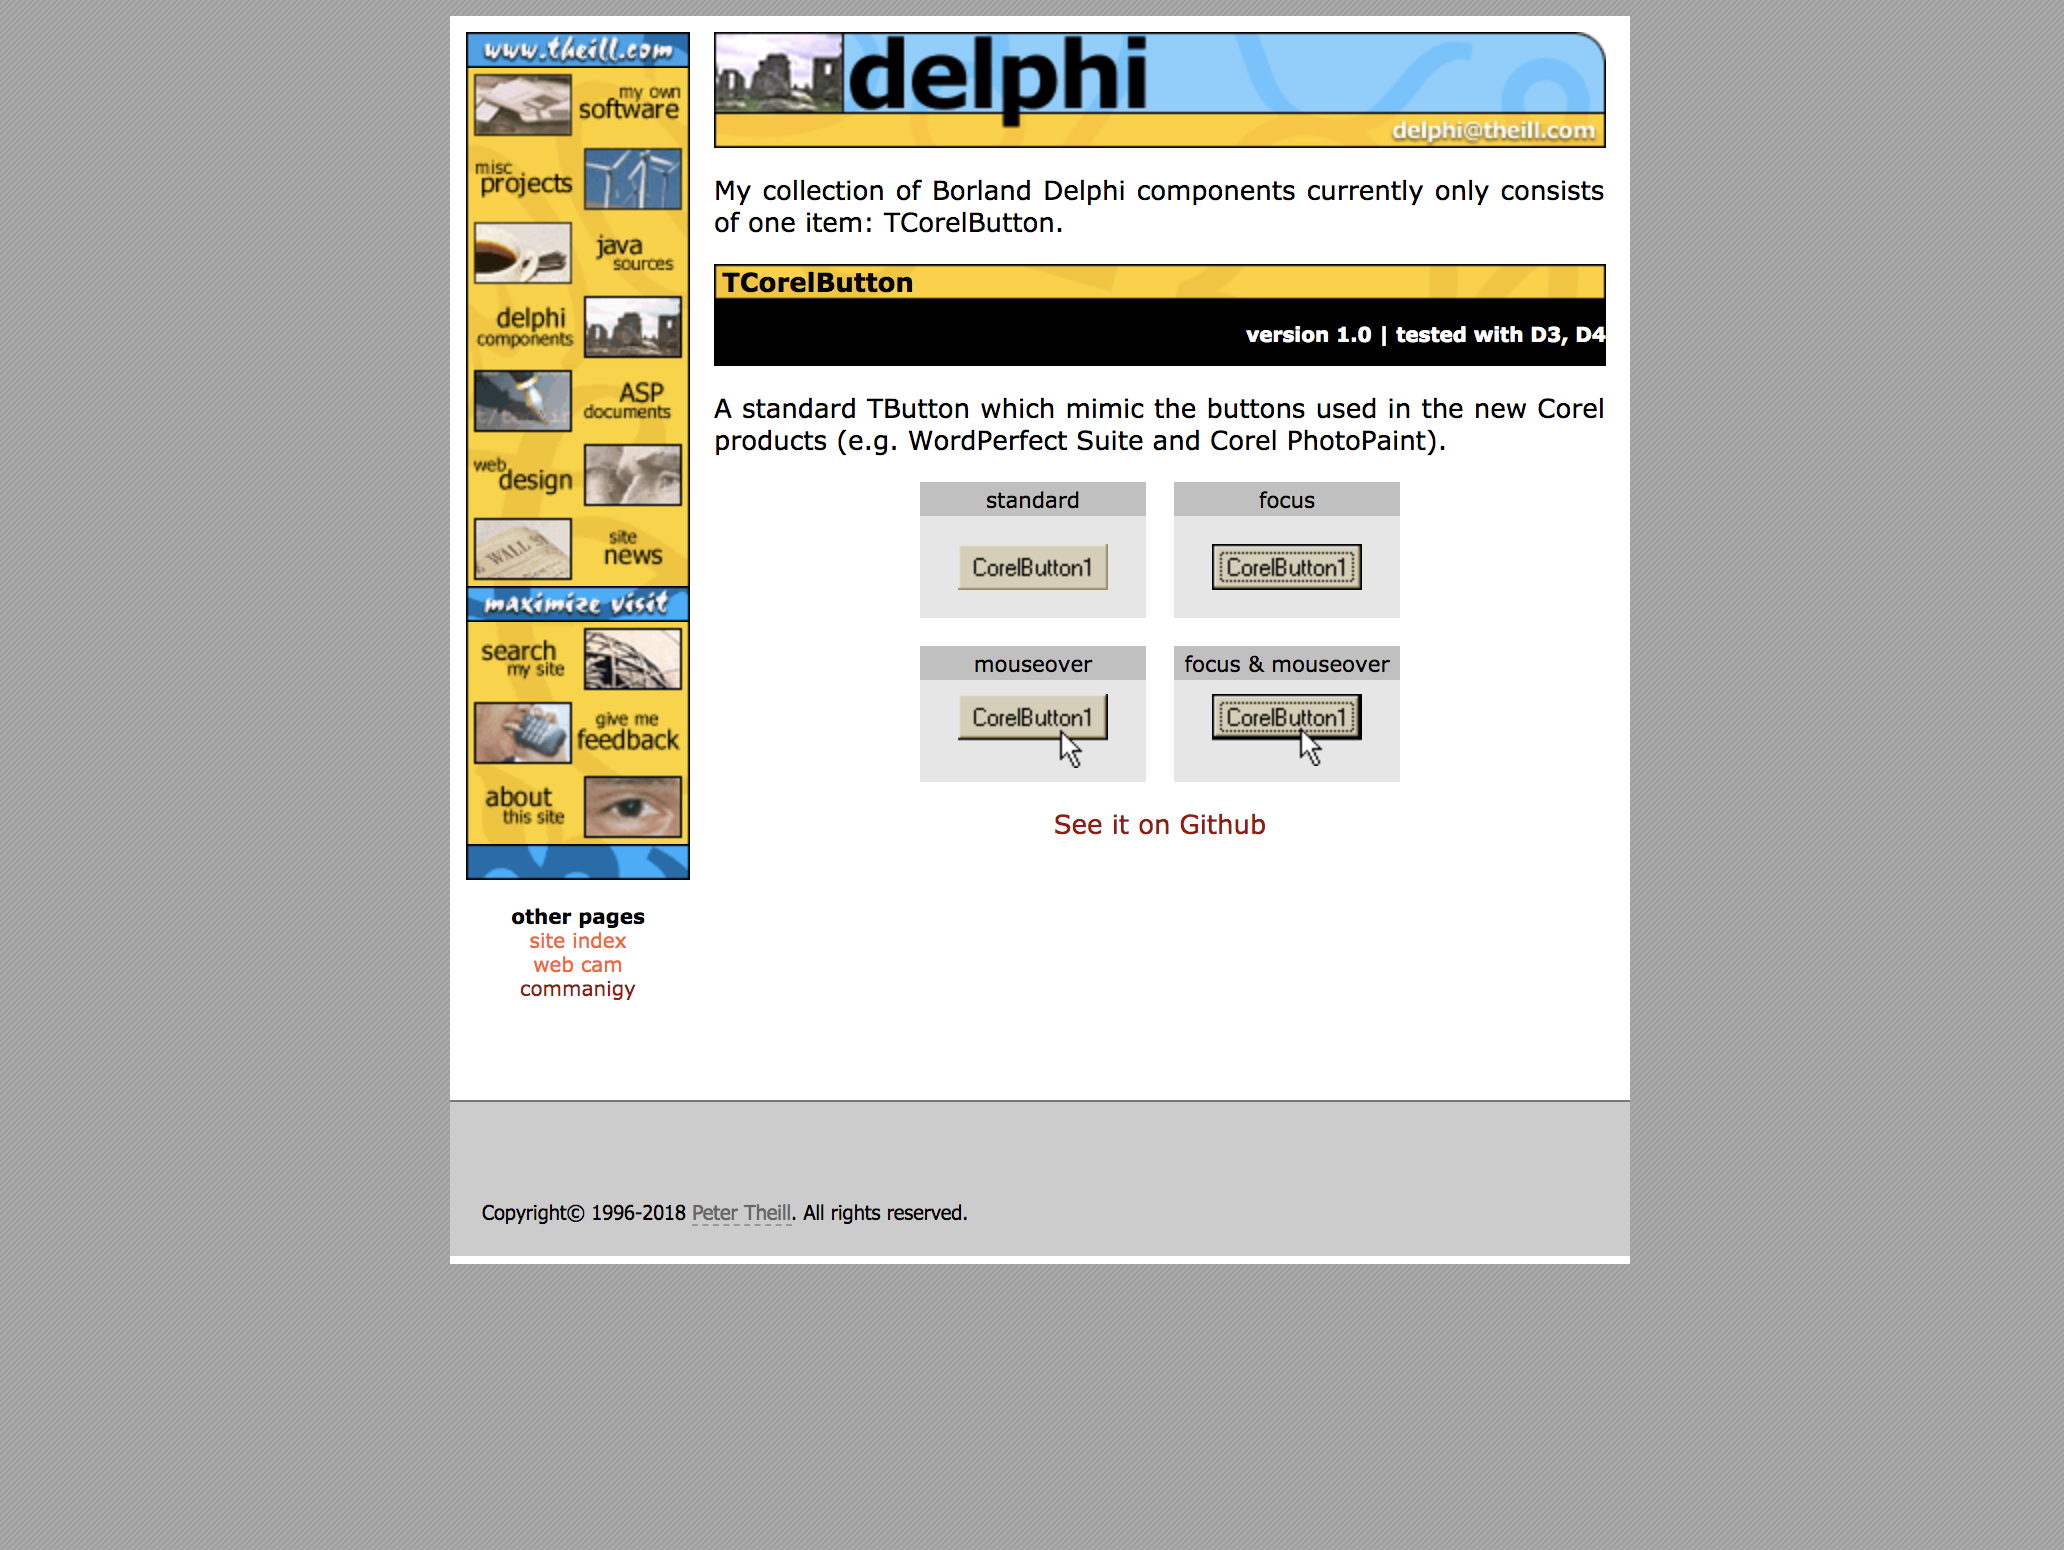 www.theill.com
my own
software
misc
projects
java
sources
delphi
components
ASP
documents
web
design
WALL
site
news
maximize visit
search
my site
give me
feedback
about
this site
other pages
site index
web cam
commanigy
delphi
delphi@theill.com
My collection of Borland Delphi components currently only consists
of one item: TCorelButton.
TCorelButton
version 1.0 | tested with D3, D4
A standard TButton which mimic the buttons used in the new Corel
products (e.g. WordPerfect Suite and Corel PhotoPaint).
standard
focus
CorelButton1
CorelButton1
mouseover
focus & mouseover
CorelButton1
CorelButton1
See it on Github
Copyright© 1996-2018 Peter Theill. All rights reserved.